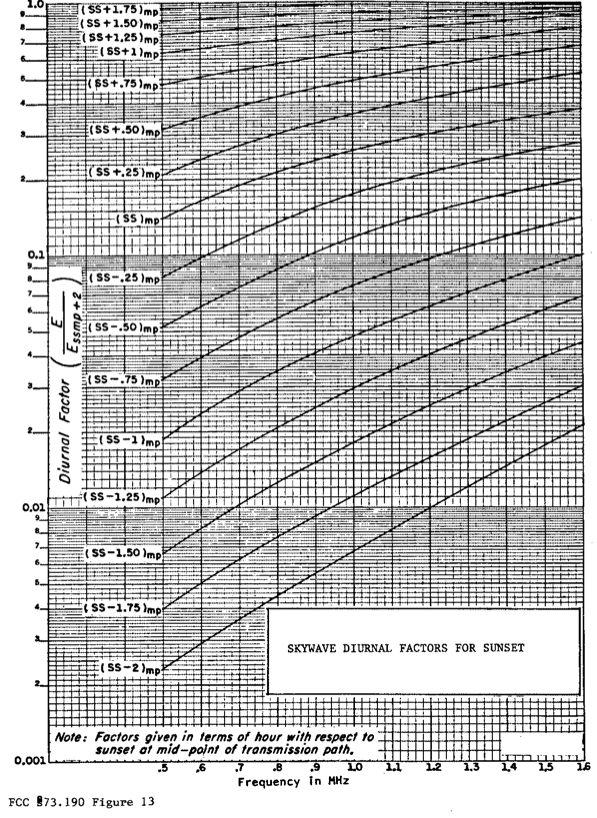 1.0
9
8
7
6
5
4
3
2
0.1
9
8
7
6
5
4
3
2
0.01
9
8
7
6
5
4
3
2
0.001
(SS+1.75)mp
(SS+1.50)mp
(SS+1.25)mp
(SS+1)mp
(SS+.75)mp
(SS+.50)mp
(SS+.25)mp
(SS)mp
(SS-.25)mp
(SS-.50)mp
(SS-.75)mp
(SS-1)mp
(SS-1.25)mp
(SS-1.50)mp
(SS-1.75)mp
(SS-2)mp
Diurnal Factor (E / Essmp+2)
SKYWAVE DIURNAL FACTORS FOR SUNSET
Note: Factors given in terms of hour with respect to
sunset at mid-point of transmission path.
.5 .6 .7 .8 .9 1.0 1.1 1.2 1.3 1.4 1.5 1.6
Frequency in MHz
FCC §73.190 Figure 13